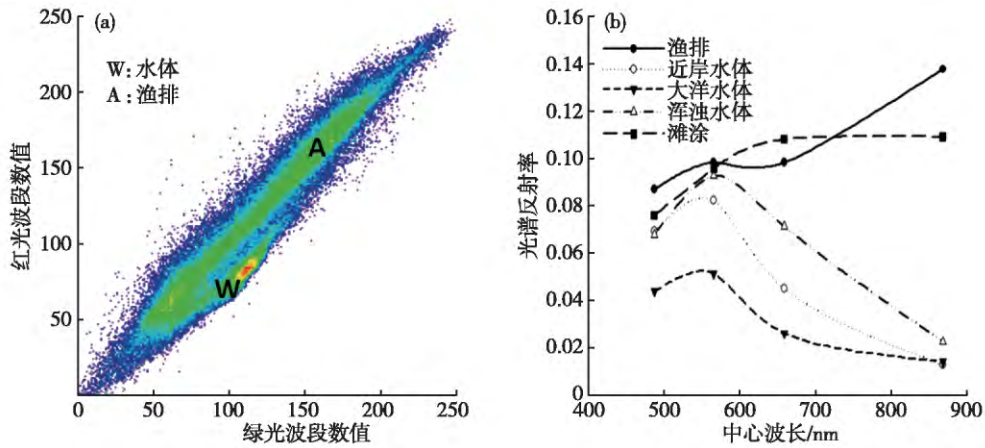 (a)
W:水体
A:渔排
A
W
250
200
150
100
50
0
50
100
150
200
250
红光波段数值
绿光波段数值
(b)
渔排
近岸水体
大洋水体
浑浊水体
滩涂
0.16
0.14
0.12
0.10
0.08
0.06
0.04
0.02
0
400
500
600
700
800
900
光谱反射率
中心波长/nm